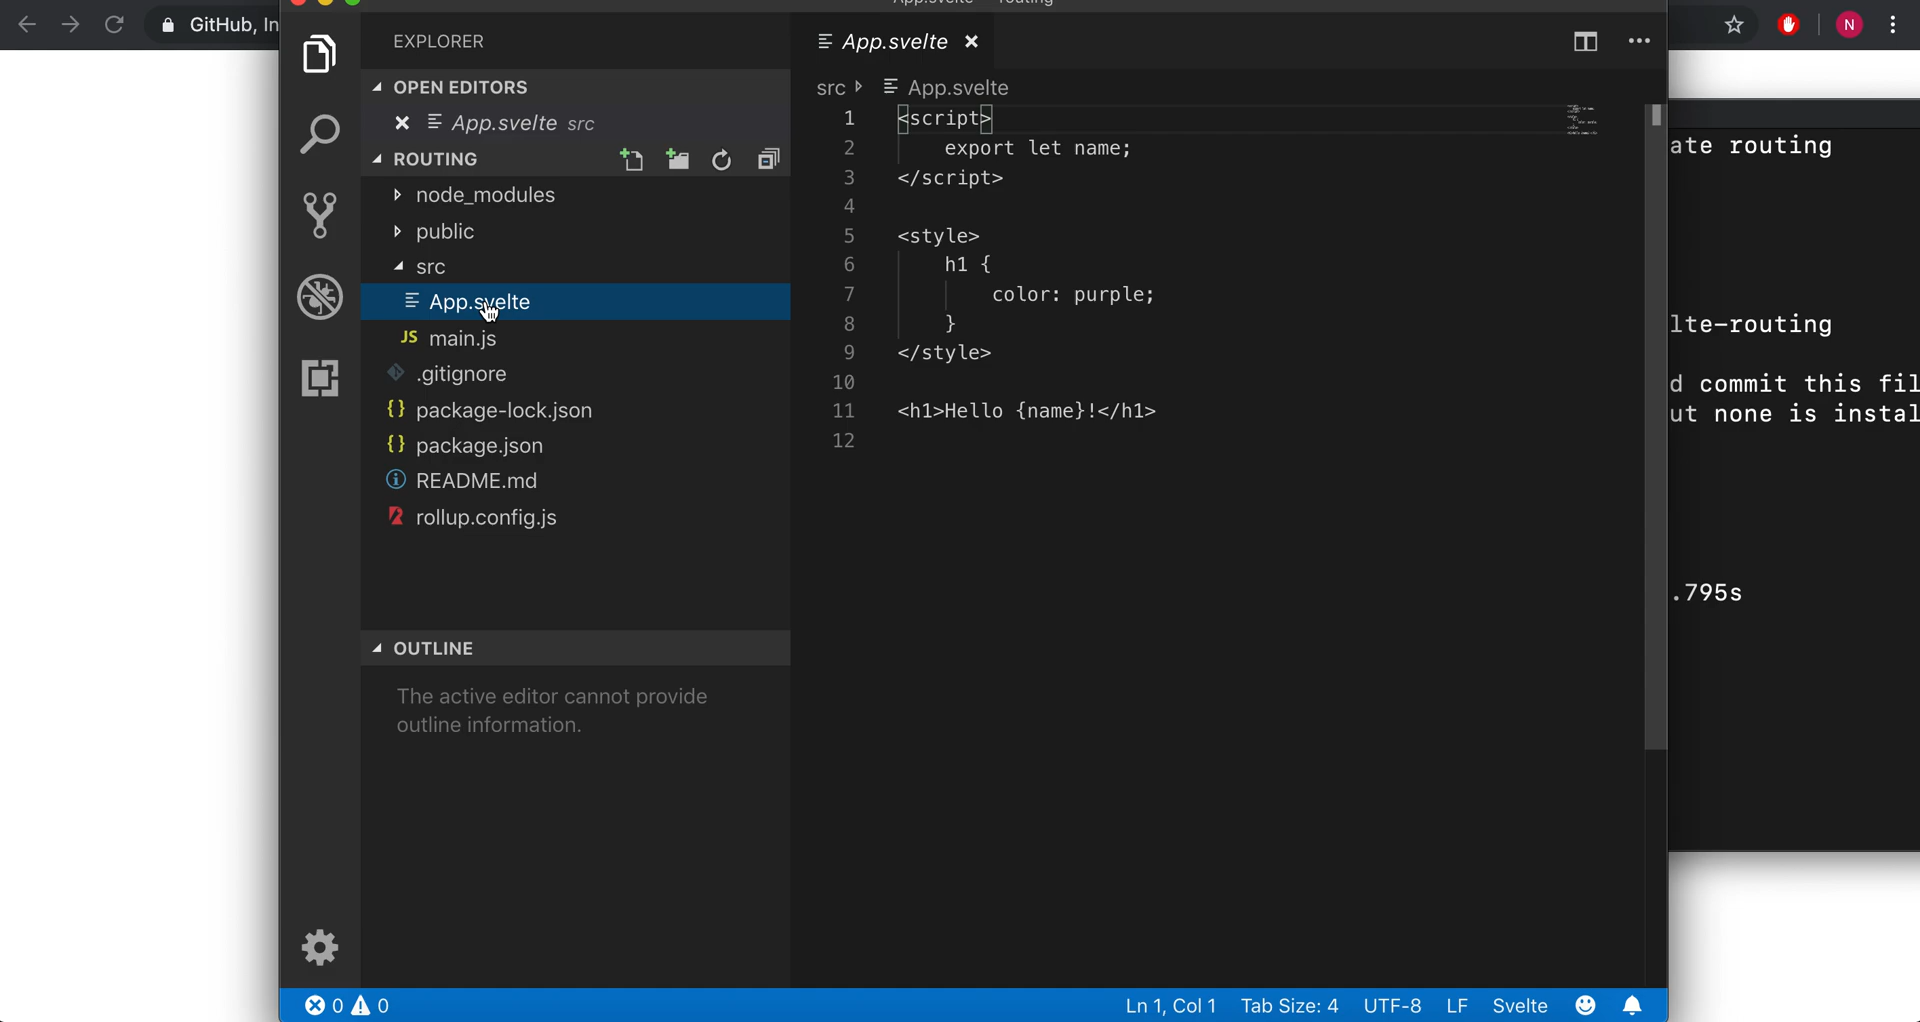 GitHub, In
N
EXPLORER
OPEN EDITORS
App.svelte src
ROUTING
node_modules
public
src
App.svelte
JS main.js
.gitignore
{} package-lock.json
{} package.json
README.md
rollup.config.js
OUTLINE
The active editor cannot provide
outline information.
App.svelte
src App.svelte
1 <script>
2 export let name;
3 </script>
4
5 <style>
6 h1 {
7 color: purple;
8 }
9 </style>
10
11 <h1>Hello {name}!</h1>
12
ate routing
lte-routing
d commit this fil
ut none is instal
.795s
0 0
Ln 1, Col 1 Tab Size: 4 UTF-8 LF Svelte